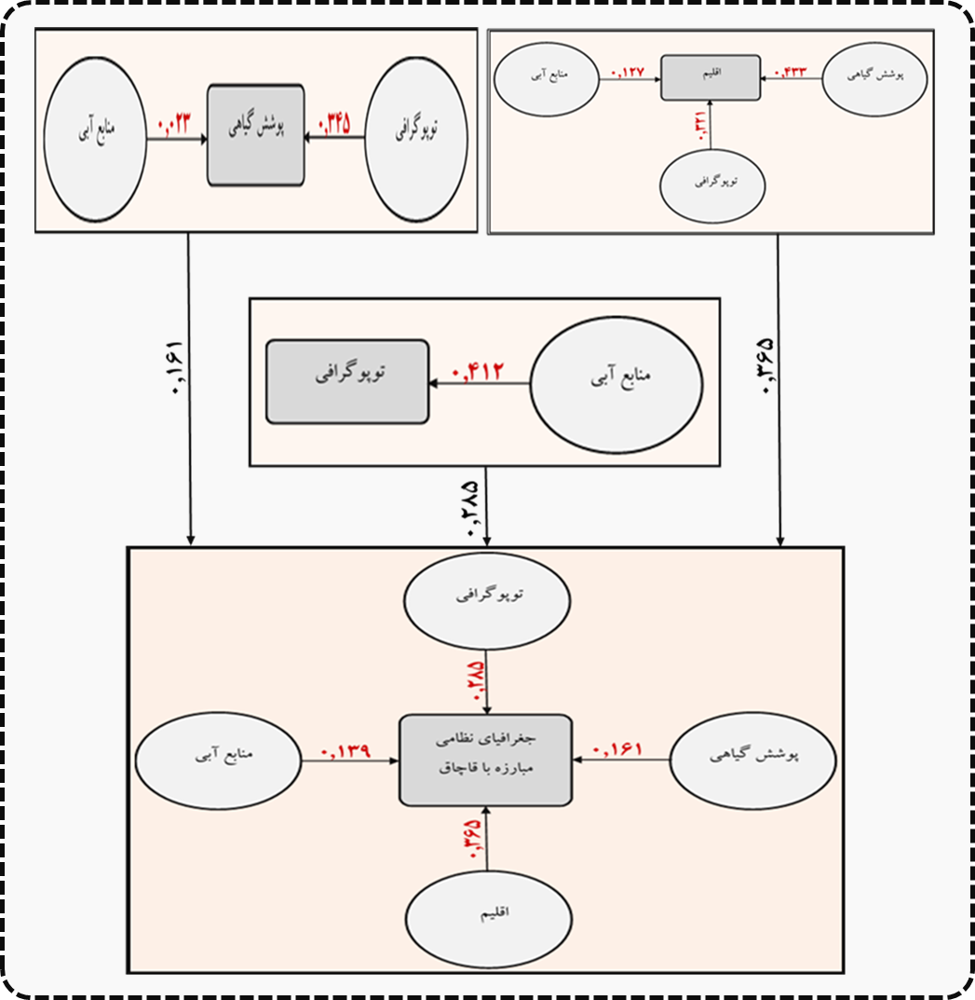 پوشش گیاهی
۰,۴۳۳
اقلیم
۰,۱۲۷
منابع آبی
۰,۳۲۱
توپوگرافی
توپوگرافی
۰,۳۴۵
پوشش گیاهی
۰,۰۲۳
منابع آبی
۰,۳۶۵
۰,۱۶۱
منابع آبی
۰,۴۱۲
توپوگرافی
۰,۲۸۵
توپوگرافی
۰,۲۸۵
پوشش گیاهی
۰,۱۶۱
جغرافیای نظامی
مبارزه با قاچاق
۰,۱۳۹
منابع آبی
۰,۳۶۵
اقلیم